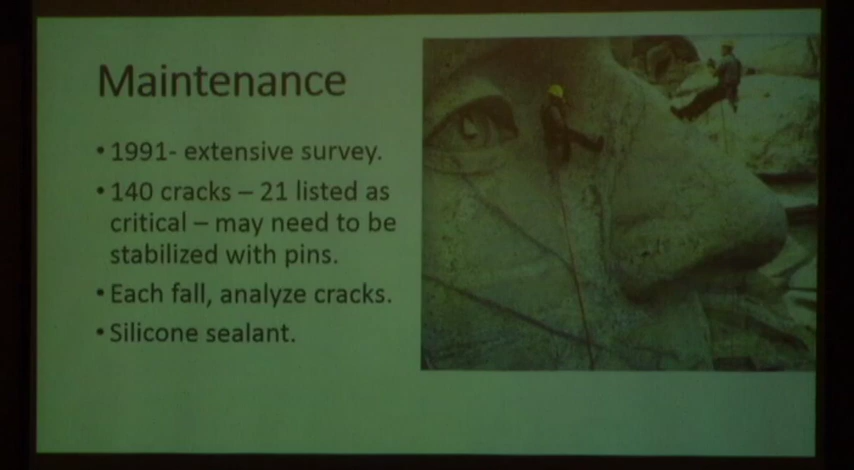 Maintenance
• 1991- extensive survey.
• 140 cracks – 21 listed as
critical – may need to be
stabilized with pins.
• Each fall, analyze cracks.
• Silicone sealant.